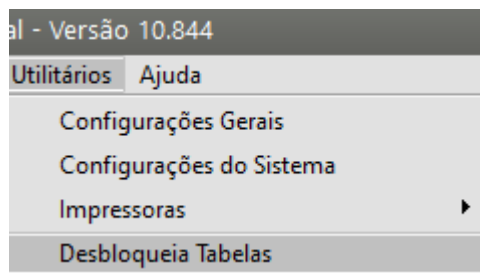 al - Versão 10.844
Utilitários Ajuda
Configurações Gerais
Configurações do Sistema
Impressoras
Desbloqueia Tabelas